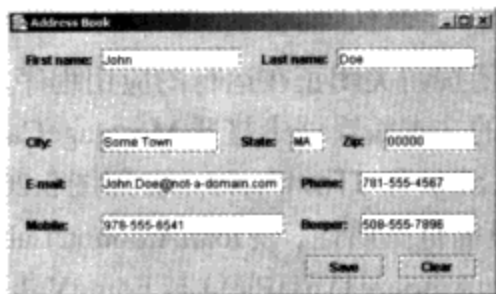 Address Book
First name: John Last name: Doe
City: Some Town State: MA Zip: 00000
E-mail: John.Doe@not-a-domain.com Phone: 781-555-4567
Mobile: 978-555-6541 Beeper: 508-555-7896
Save Clear